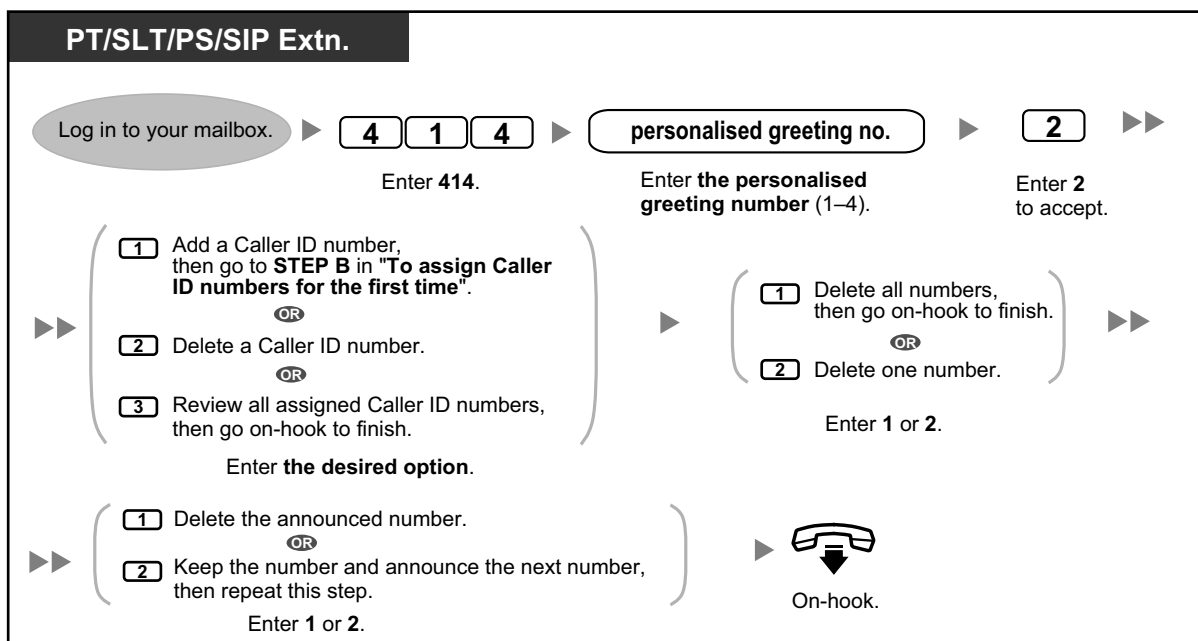 PT/SLT/PS/SIP Extn.
Log in to your mailbox.
4 1 4
personalised greeting no.
2
Enter 414.
Enter the personalised
greeting number (1–4).
Enter 2
to accept.
1 Add a Caller ID number,
then go to STEP B in "To assign Caller
ID numbers for the first time".
OR
2 Delete a Caller ID number.
OR
3 Review all assigned Caller ID numbers,
then go on-hook to finish.
Enter the desired option.
1 Delete all numbers,
then go on-hook to finish.
OR
2 Delete one number.
Enter 1 or 2.
1 Delete the announced number.
OR
2 Keep the number and announce the next number,
then repeat this step.
Enter 1 or 2.
On-hook.